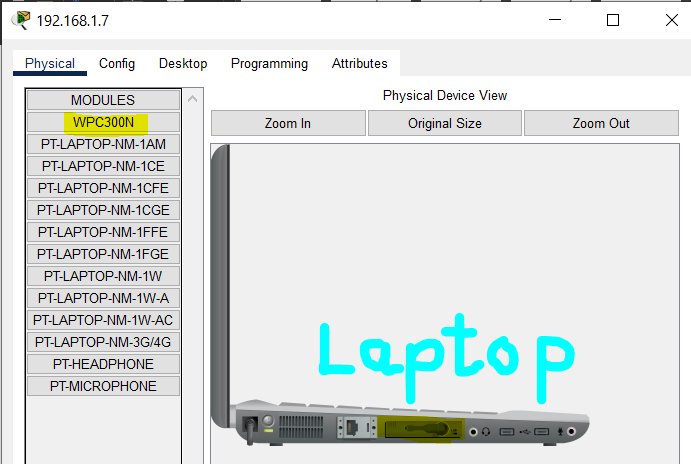 192.168.1.7
Physical Config Desktop Programming Attributes
MODULES
WPC300N
PT-LAPTOP-NM-1AM
PT-LAPTOP-NM-1CE
PT-LAPTOP-NM-1CFE
PT-LAPTOP-NM-1CGE
PT-LAPTOP-NM-1FFE
PT-LAPTOP-NM-1FGE
PT-LAPTOP-NM-1W
PT-LAPTOP-NM-1W-A
PT-LAPTOP-NM-1W-AC
PT-LAPTOP-NM-3G/4G
PT-HEADPHONE
PT-MICROPHONE
Physical Device View
Zoom In Original Size Zoom Out
Laptop